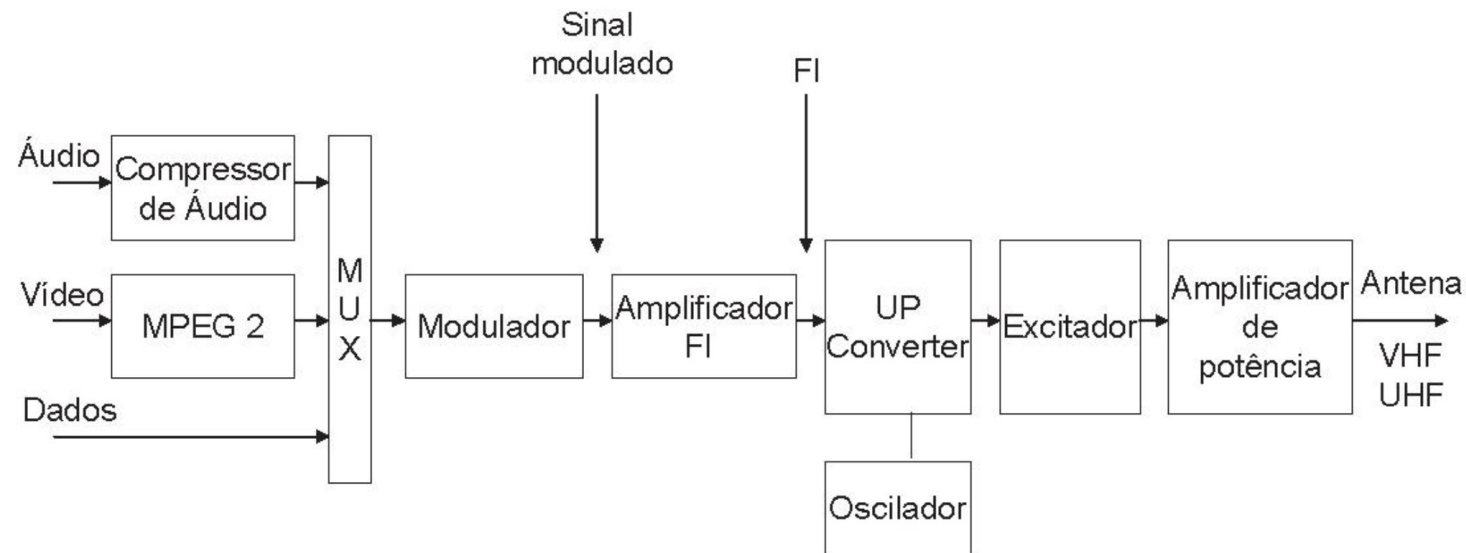 Sinal
modulado
FI
Áudio
Compressor
de Áudio
Vídeo
MPEG 2
Dados
M
U
X
Modulador
Amplificador
FI
UP
Converter
Oscilador
Excitador
Amplificador
de
potência
Antena
VHF
UHF